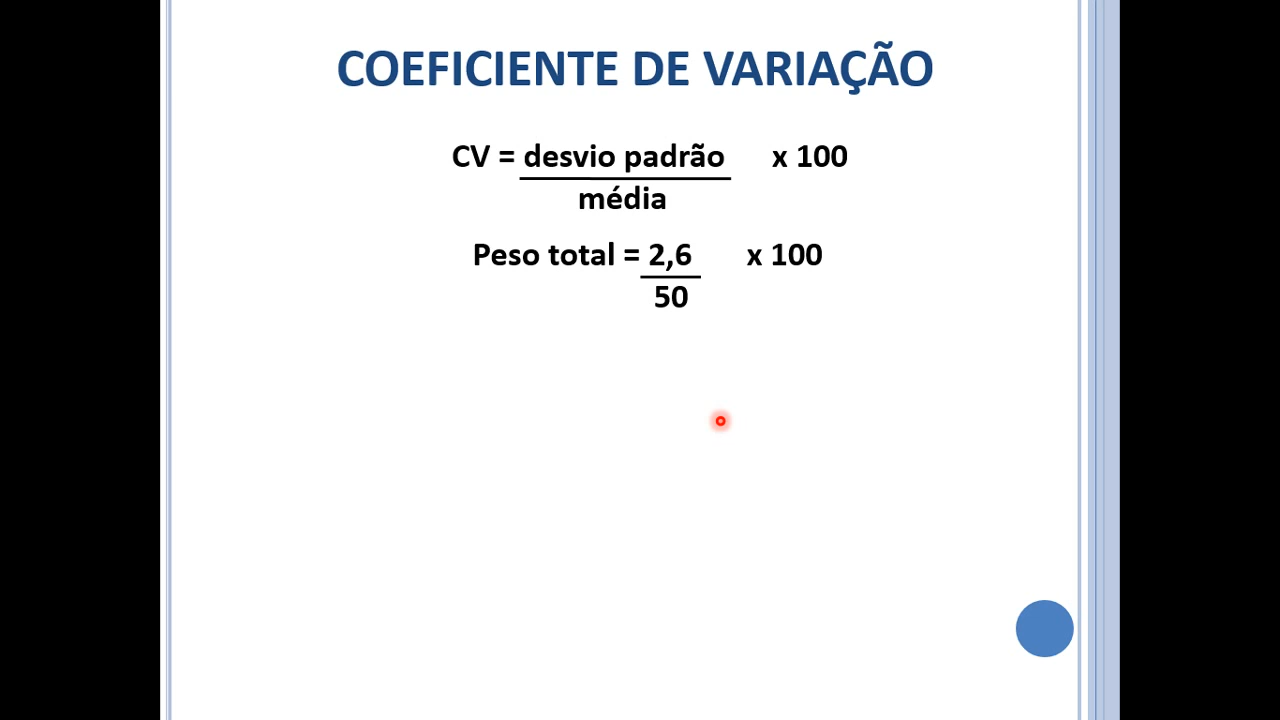 COEFICIENTE DE VARIAÇÃO
CV = desvio padrão x 100
média
Peso total = 2,6 x 100
50